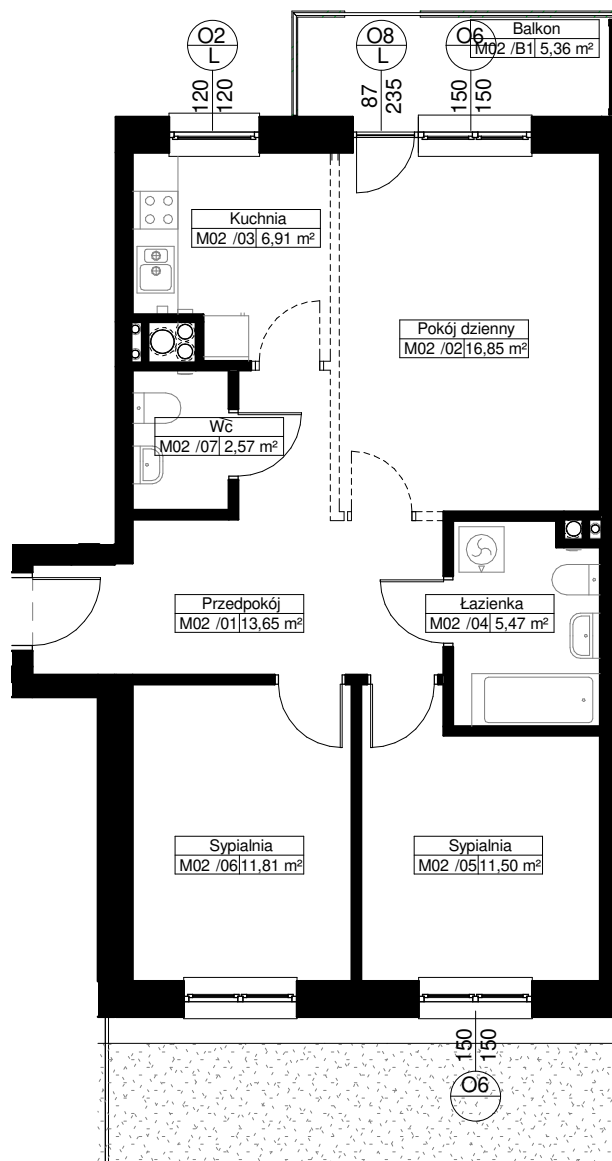 O2
L
120
120
O8
L
87
235
O6
150
150
Balkon
M02 /B1 5,36 m²
Kuchnia
M02 /03 6,91 m²
Pokój dzienny
M02 /02 16,85 m²
Wc
M02 /07 2,57 m²
Przedpokój
M02 /01 13,65 m²
Łazienka
M02 /04 5,47 m²
Sypialnia
M02 /06 11,81 m²
Sypialnia
M02 /05 11,50 m²
150
150
O6